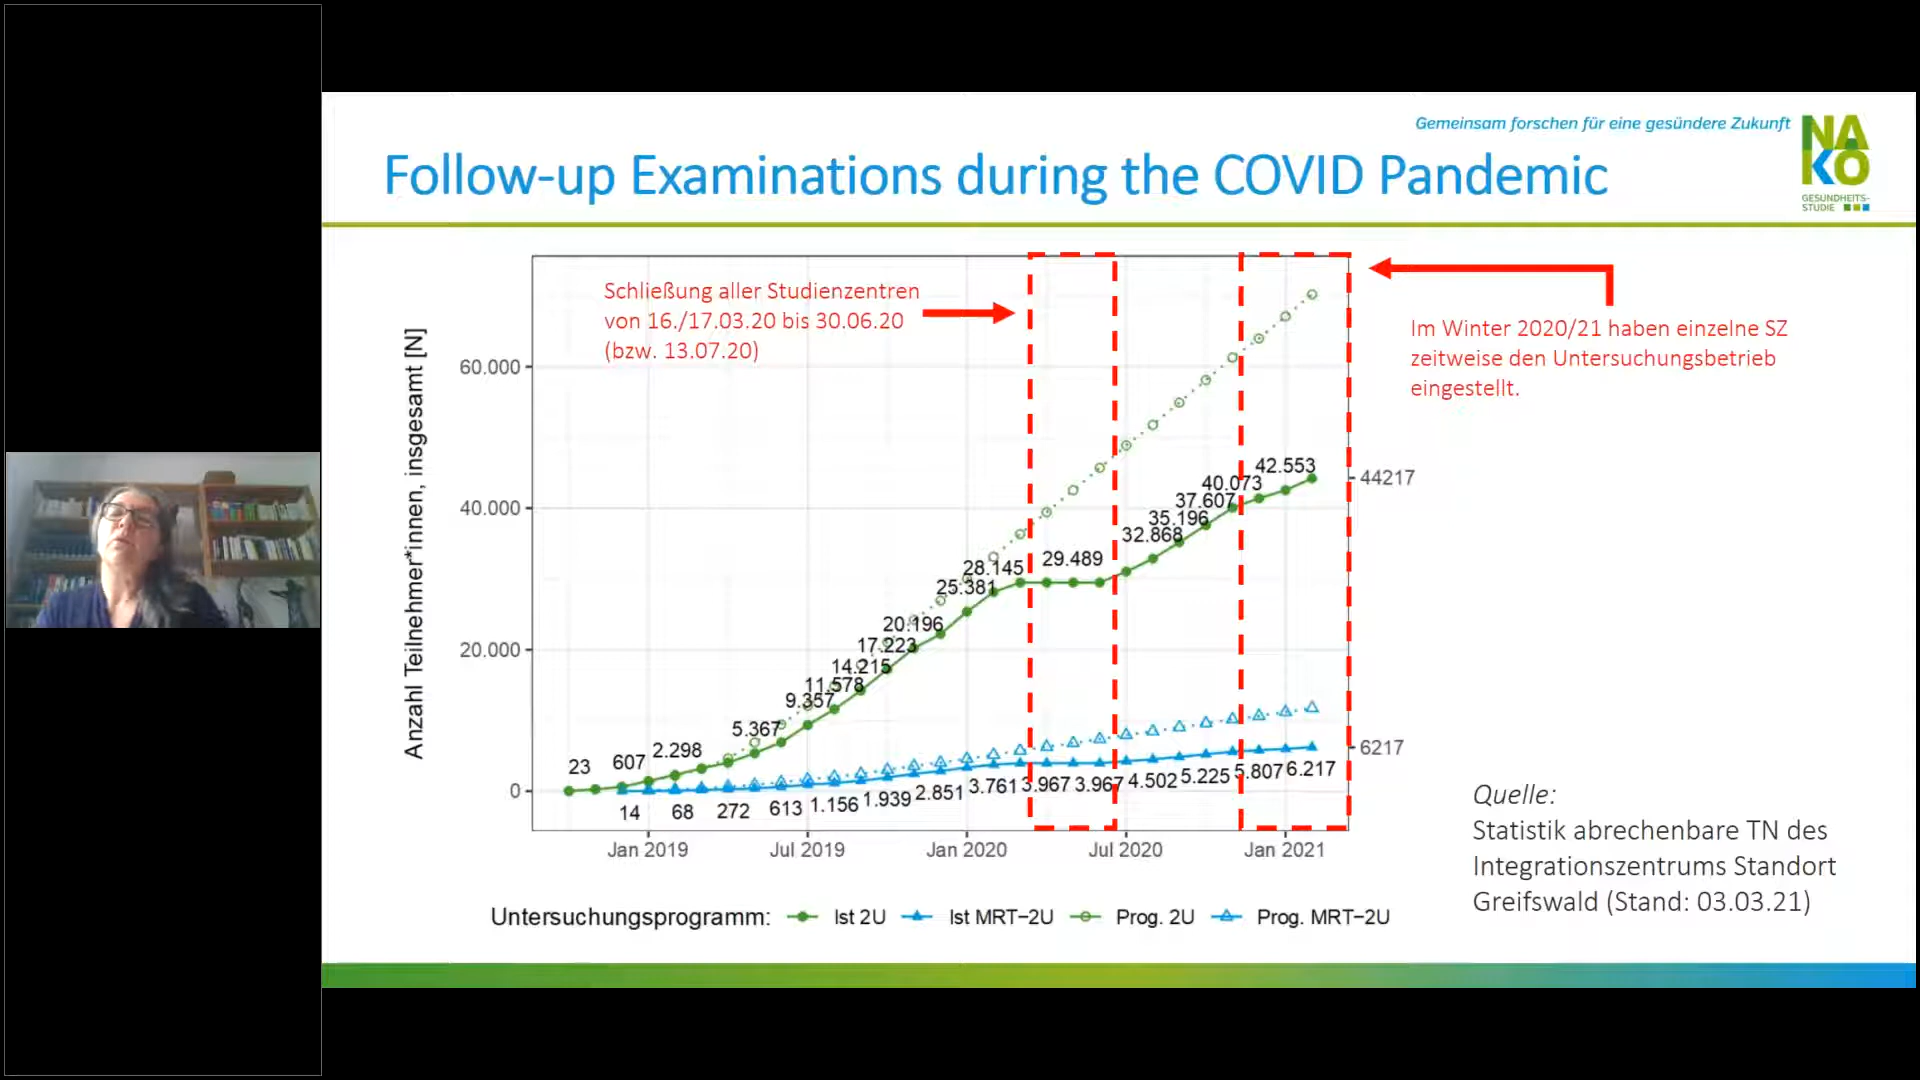 Gemeinsam forschen für eine gesündere Zukunft
NA
KO
GESUNDHEITS-
STUDIE
Follow-up Examinations during the COVID Pandemic
Schließung aller Studienzentren
von 16./17.03.20 bis 30.06.20
(bzw. 13.07.20)
Im Winter 2020/21 haben einzelne SZ
zeitweise den Untersuchungsbetrieb
eingestellt.
Anzahl Teilnehmer*innen, insgesamt [N]
60.000
40.000
20.000
0
23
607
2.298
5.367
9.357
11.578
14.215
17.223
20.196
25.381
28.145
29.489
32.868
35.196
37.607
40.073
42.553
44217
6217
14
68
272
613
1.156
1.939
2.851
3.761
3.967
3.967
4.502
5.225
5.807
6.217
Jan 2019
Jul 2019
Jan 2020
Jul 2020
Jan 2021
Untersuchungsprogramm: Ist 2U Ist MRT−2U Prog. 2U Prog. MRT−2U
Quelle:
Statistik abrechenbare TN des
Integrationszentrums Standort
Greifswald (Stand: 03.03.21)